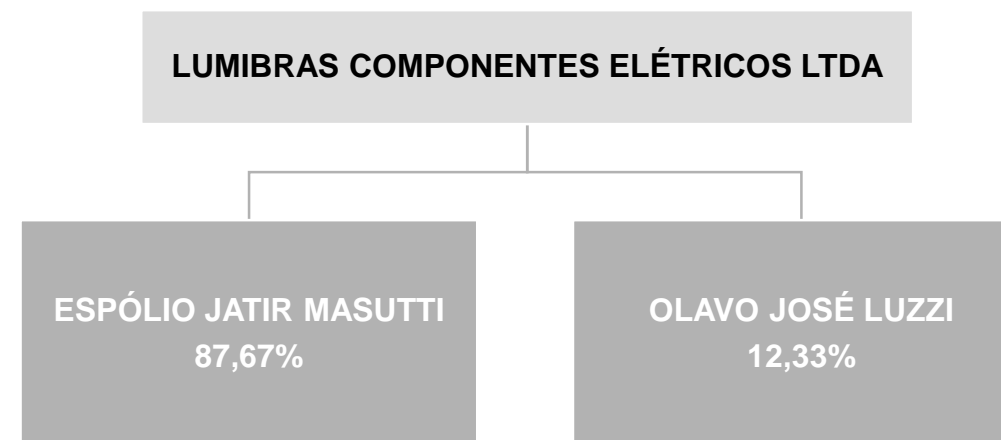 LUMIBRAS COMPONENTES ELÉTRICOS LTDA
ESPÓLIO JATIR MASUTTI
87,67%
OLAVO JOSÉ LUZZI
12,33%